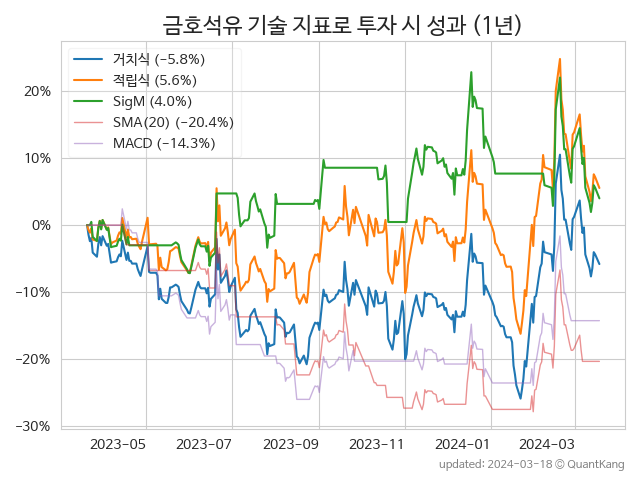 금호석유 기술 지표로 투자 시 성과 (1년)
거치식 (−5.8%)
적립식 (5.6%)
SigM (4.0%)
SMA(20) (−20.4%)
MACD (−14.3%)
20%
10%
0%
−10%
−20%
−30%
2023-05 2023-07 2023-09 2023-11 2024-01 2024-03
updated: 2024-03-18 © QuantKang